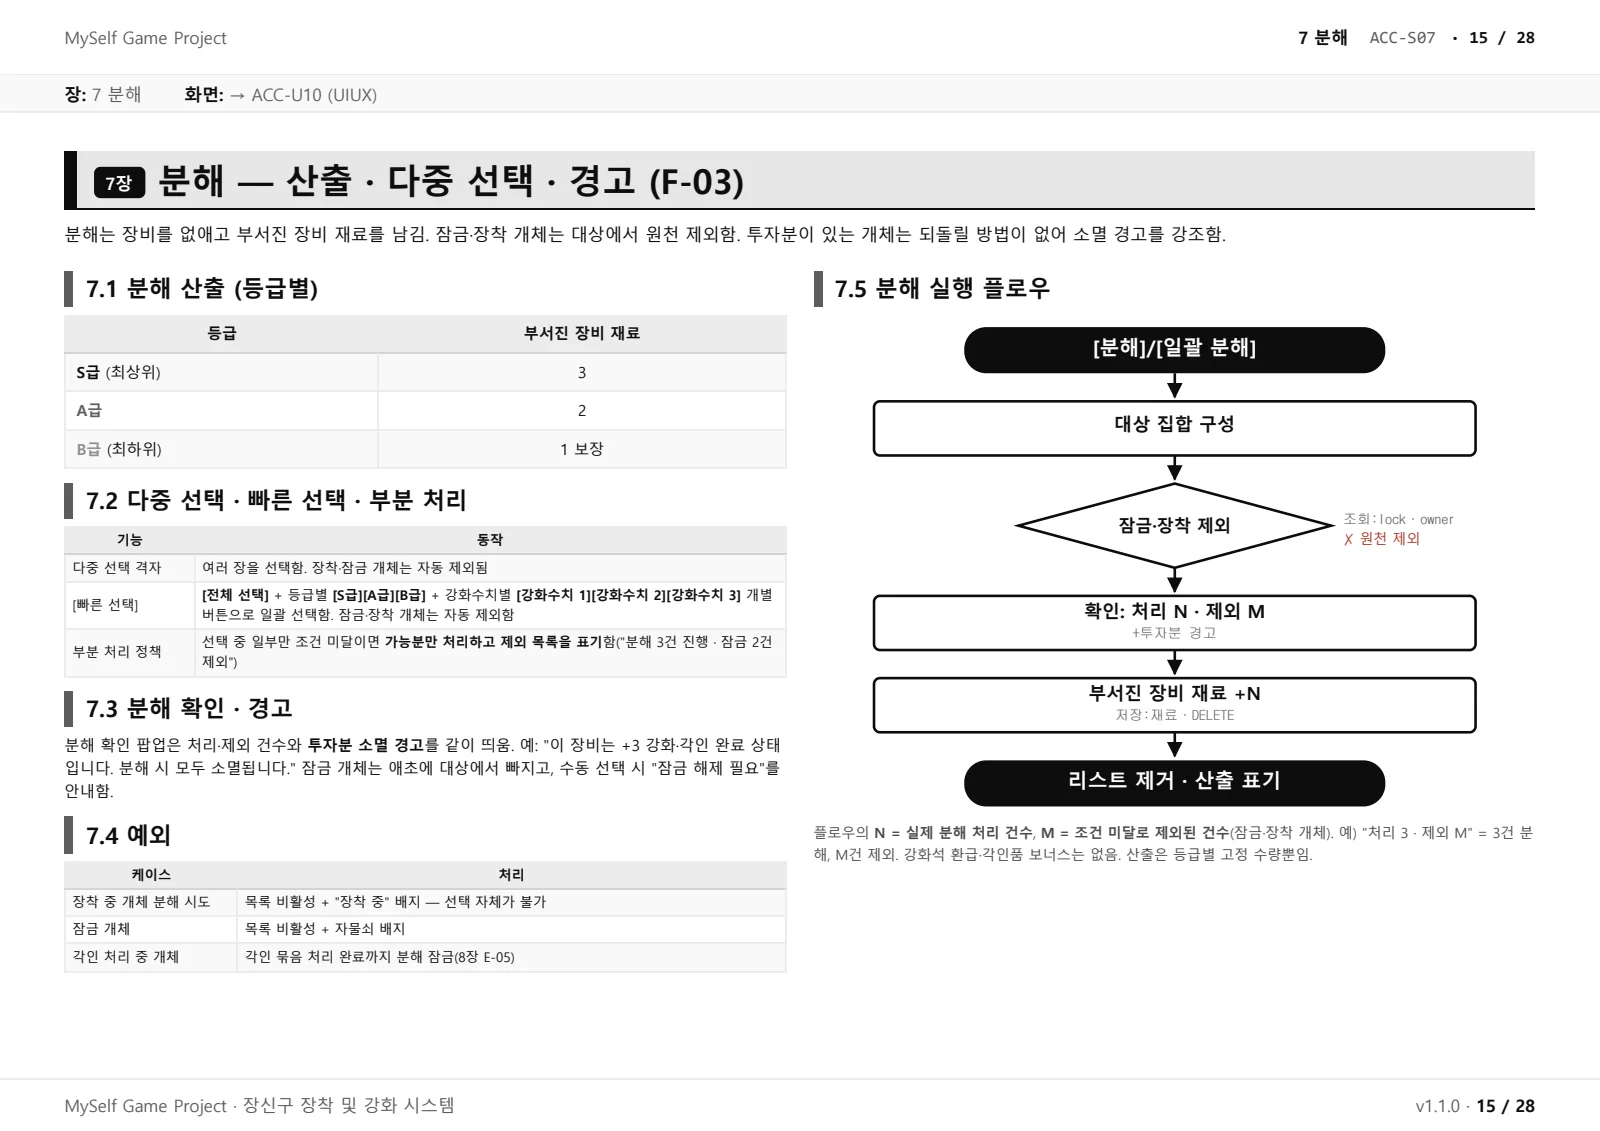 MySelf Game Project
7 분해 ACC-S07 · 15 / 28
장: 7 분해 화면: → ACC-U10 (UIUX)
7장 분해 — 산출 · 다중 선택 · 경고 (F-03)
분해는 장비를 없애고 부서진 장비 재료를 남김. 잠금·장착 개체는 대상에서 원천 제외함. 투자분이 있는 개체는 되돌릴 방법이 없어 소멸 경고를 강조함.
7.1 분해 산출 (등급별)
등급 부서진 장비 재료
S급 (최상위) 3
A급 2
B급 (최하위) 1 보장
7.2 다중 선택 · 빠른 선택 · 부분 처리
기능 동작
다중 선택 격자 여러 장을 선택함. 장착·잠금 개체는 자동 제외됨
[빠른 선택] [전체 선택] + 등급별 [S급][A급][B급] + 강화수치별 [강화수치 1][강화수치 2][강화수치 3] 개별
버튼으로 일괄 선택함. 잠금·장착 개체는 자동 제외함
부분 처리 정책 선택 중 일부만 조건 미달이면 가능분만 처리하고 제외 목록을 표기함("분해 3건 진행 · 잠금 2건
제외")
7.3 분해 확인 · 경고
분해 확인 팝업은 처리·제외 건수와 투자분 소멸 경고를 같이 띄움. 예: "이 장비는 +3 강화·각인 완료 상태
입니다. 분해 시 모두 소멸됩니다." 잠금 개체는 애초에 대상에서 빠지고, 수동 선택 시 "잠금 해제 필요"를
안내함.
7.4 예외
케이스 처리
장착 중 개체 분해 시도 목록 비활성 + "장착 중" 배지 — 선택 자체가 불가
잠금 개체 목록 비활성 + 자물쇠 배지
각인 처리 중 개체 각인 묶음 처리 완료까지 분해 잠금(8장 E-05)
7.5 분해 실행 플로우
[분해]/[일괄 분해]
대상 집합 구성
잠금·장착 제외
조회:lock · owner
✗ 원천 제외
확인: 처리 N · 제외 M
+투자분 경고
부서진 장비 재료 +N
저장:재료 · DELETE
리스트 제거 · 산출 표기
플로우의 N = 실제 분해 처리 건수, M = 조건 미달로 제외된 건수(잠금·장착 개체). 예) "처리 3 · 제외 M" = 3건 분
해, M건 제외. 강화석 환급·각인품 보너스는 없음. 산출은 등급별 고정 수량뿐임.
MySelf Game Project · 장신구 장착 및 강화 시스템
v1.1.0 · 15 / 28